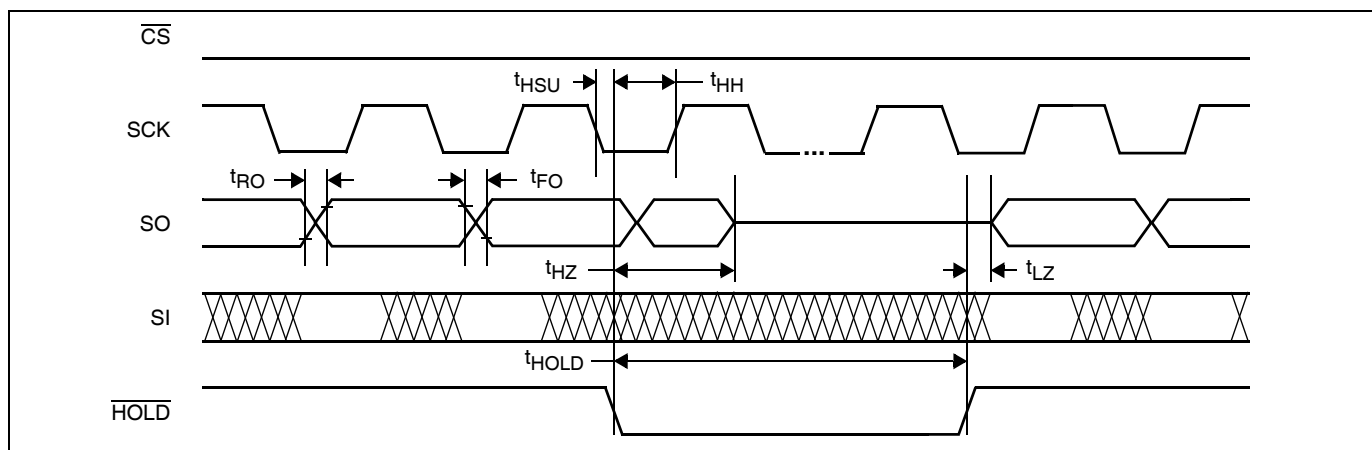 CS
tHSU
tHH
SCK
...
tRO
tFO
SO
tHZ
tLZ
SI
tHOLD
HOLD